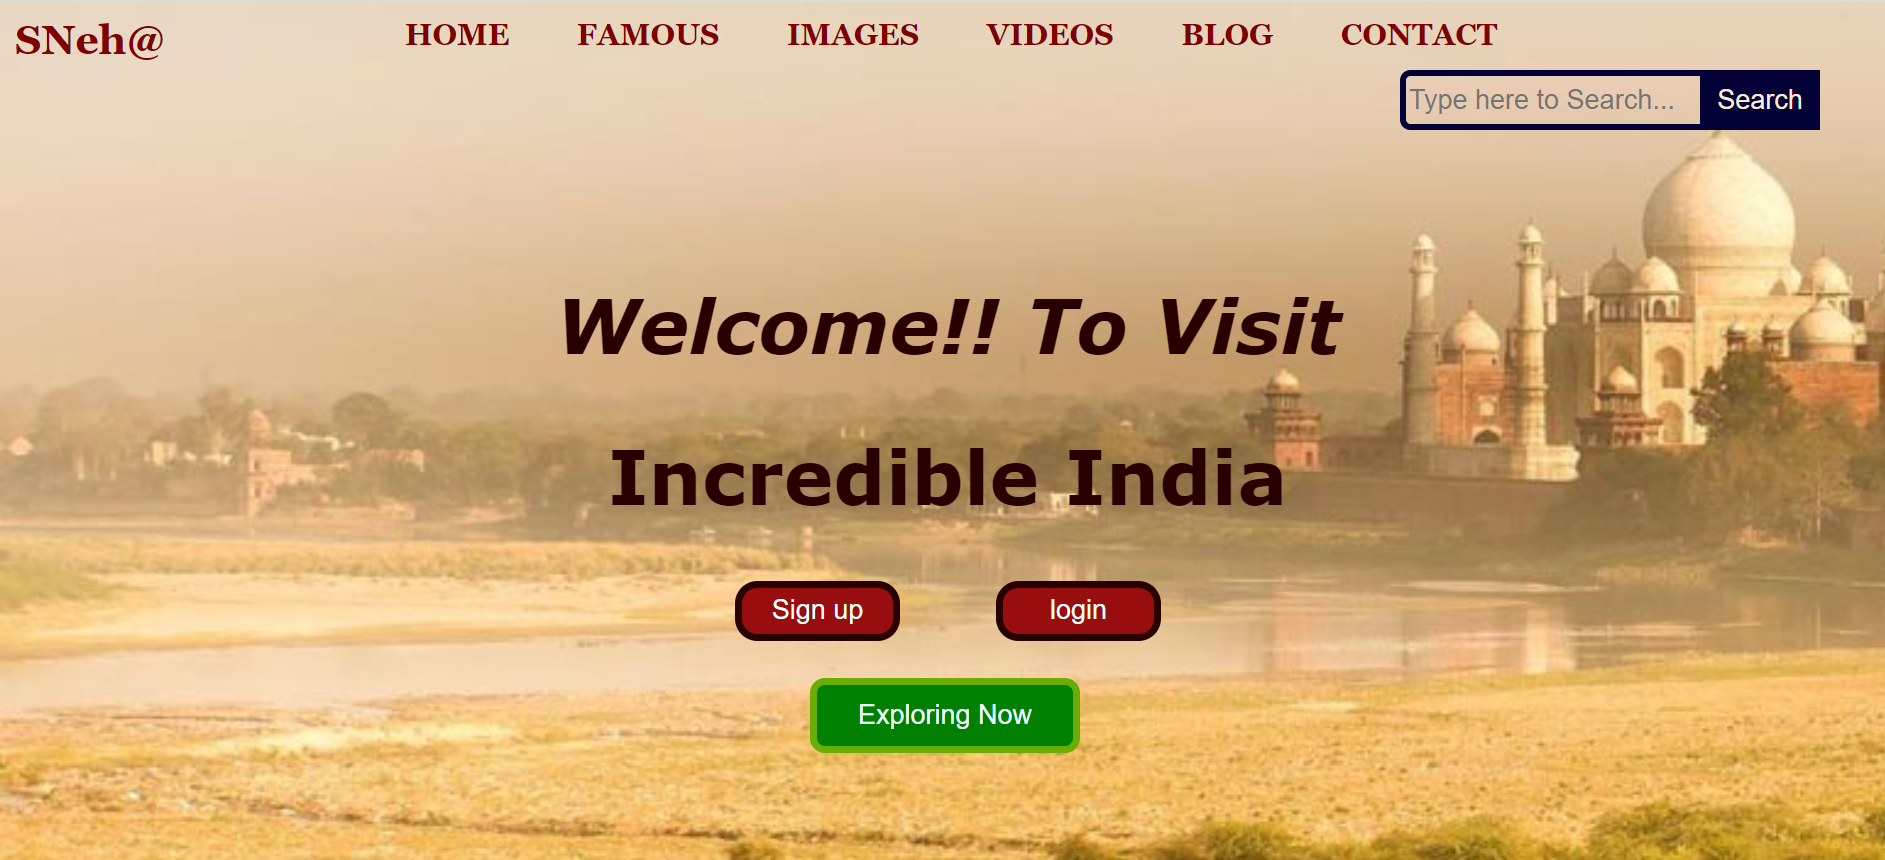 SNeh@ HOME FAMOUS IMAGES VIDEOS BLOG CONTACT
Type here to Search... Search
Welcome!! To Visit
Incredible India
Sign up login
Exploring Now